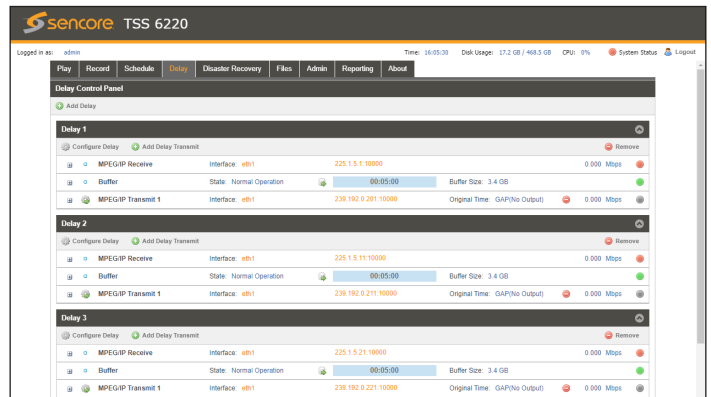 sencore TSS 6220
Logged in as: admin Time: 16:05:30 Disk Usage: 17.2 GB / 468.5 GB CPU: 0% System Status Logout
Play Record Schedule Delay Disaster Recovery Files Admin Reporting About
Delay Control Panel
Add Delay
Delay 1
Configure Delay Add Delay Transmit Remove
MPEG/IP Receive Interface: eth1 225.1.5.1:10000 0.000 Mbps
Buffer State: Normal Operation 00:05:00 Buffer Size: 3.4 GB
MPEG/IP Transmit 1 Interface: eth1 239.192.0.201:10000 Original Time: GAP(No Output) 0.000 Mbps
Delay 2
Configure Delay Add Delay Transmit Remove
MPEG/IP Receive Interface: eth1 225.1.5.11:10000 0.000 Mbps
Buffer State: Normal Operation 00:05:00 Buffer Size: 3.4 GB
MPEG/IP Transmit 1 Interface: eth1 239.192.0.211:10000 Original Time: GAP(No Output) 0.000 Mbps
Delay 3
Configure Delay Add Delay Transmit Remove
MPEG/IP Receive Interface: eth1 225.1.5.21:10000 0.000 Mbps
Buffer State: Normal Operation 00:05:00 Buffer Size: 3.4 GB
MPEG/IP Transmit 1 Interface: eth1 239.192.0.221:10000 Original Time: GAP(No Output) 0.000 Mbps